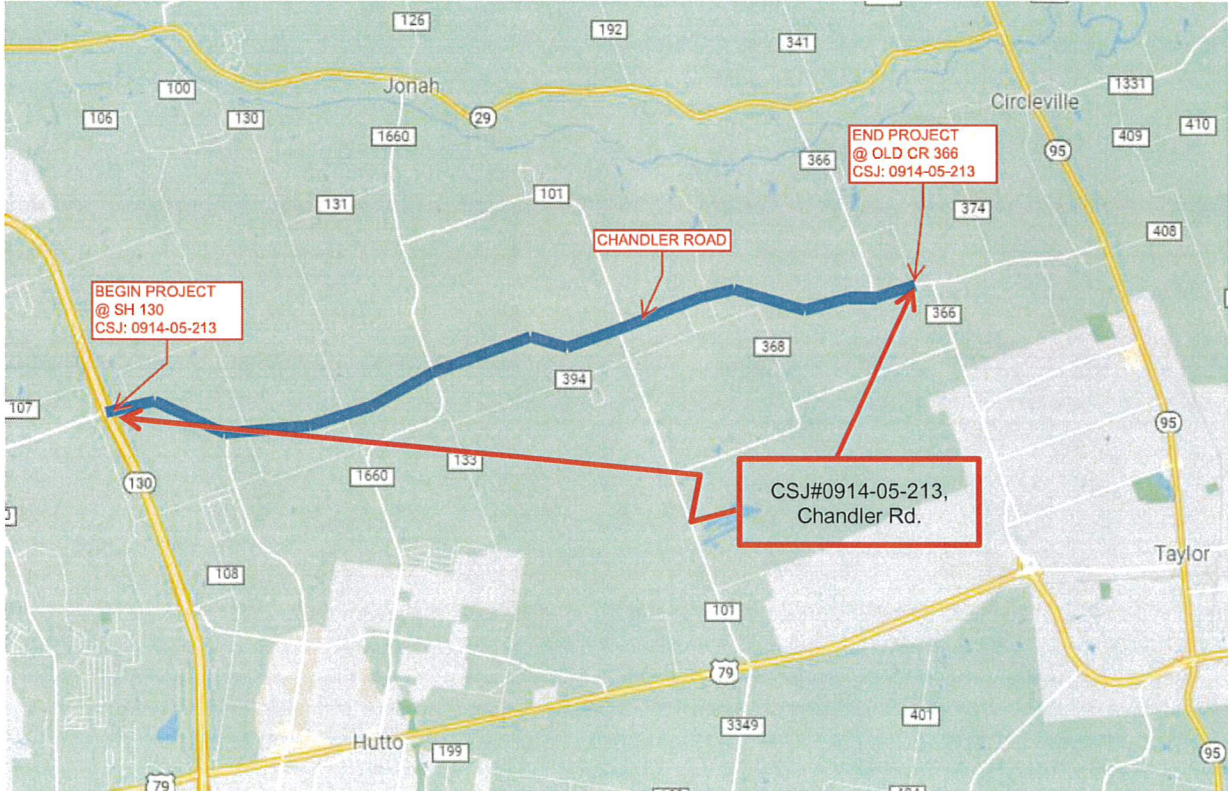 126
192
341
100
Jonah
29
106
130
1660
Circleville
1331
409
410
95
END PROJECT
@ OLD CR 366
CSJ: 0914-05-213
366
131
101
374
408
CHANDLER ROAD
BEGIN PROJECT
@ SH 130
CSJ: 0914-05-213
366
368
394
107
95
130
1660
133
CSJ#0914-05-213,
Chandler Rd.
Taylor
108
101
79
3349
401
Hutto
199
95
79